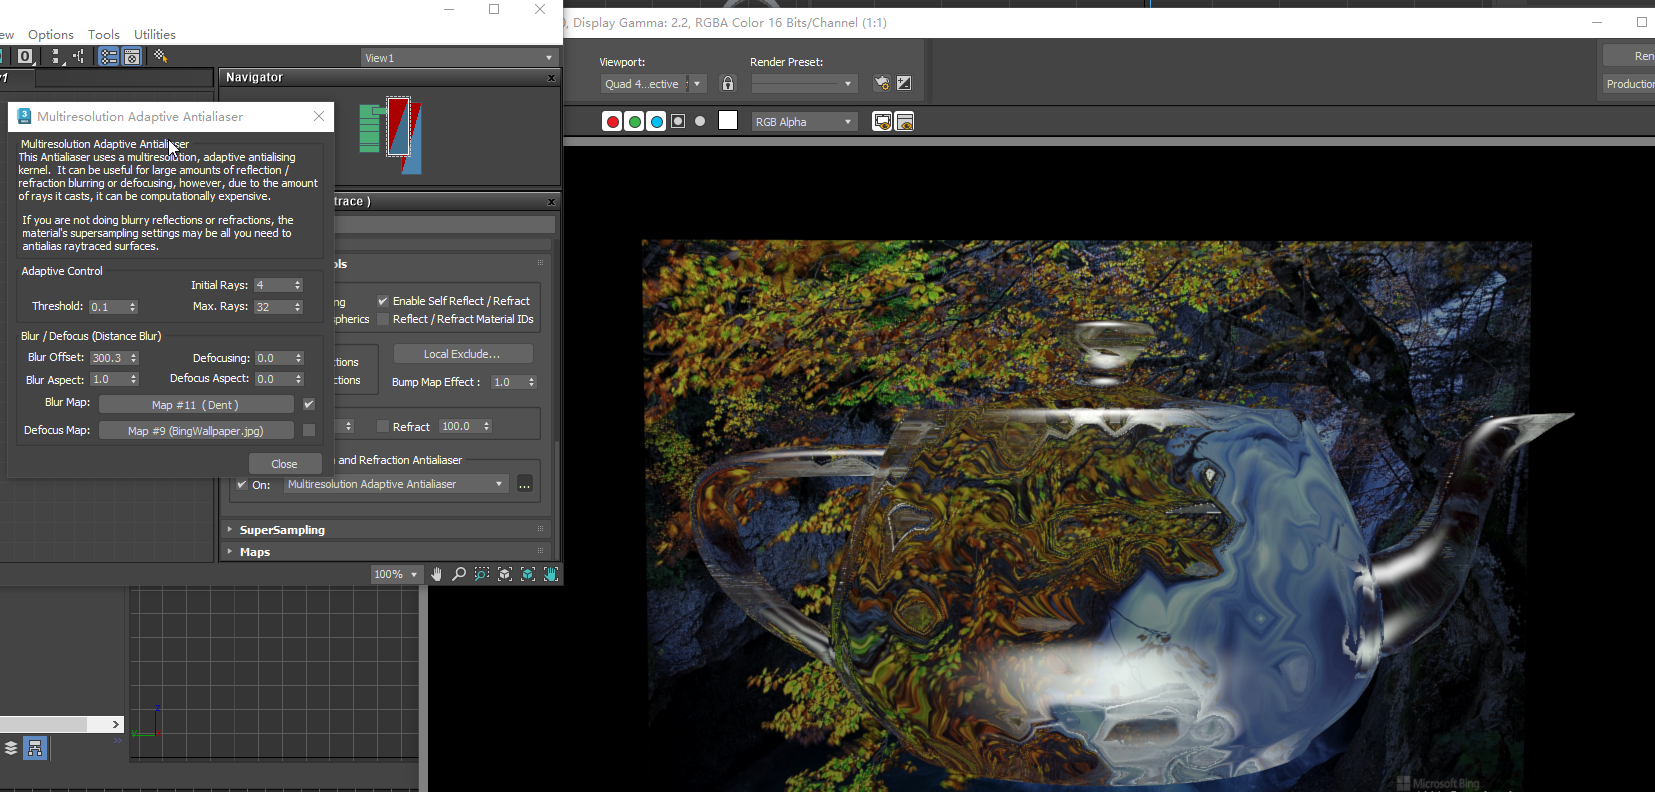 Options Tools Utilities
View1
Navigator
Multiresolution Adaptive Antialiaser
Multiresolution Adaptive Antialiaser
This Antialiaser uses a multiresolution, adaptive antialising
kernel. It can be useful for large amounts of reflection /
refraction blurring or defocusing, however, due to the amount
of rays it casts, it can be computationally expensive.
If you are not doing blurry reflections or refractions, the
material's supersampling settings may be all you need to
antialias raytraced surfaces.
Adaptive Control
Initial Rays: 4
Threshold: 0.1 Max. Rays: 32
Blur / Defocus (Distance Blur)
Blur Offset: 300.3 Defocusing: 0.0
Blur Aspect: 1.0 Defocus Aspect: 0.0
Blur Map: Map #11 ( Dent )
Defocus Map: Map #9 (BingWallpaper.jpg)
Close
trace )
ols
ng Enable Self Reflect / Refract
pherics Reflect / Refract Material IDs
Local Exclude...
tions
ctions Bump Map Effect : 1.0
Refract 100.0
and Refraction Antialiaser
On: Multiresolution Adaptive Antialiaser ...
SuperSampling
Maps
100%
z
y
x
, Display Gamma: 2.2, RGBA Color 16 Bits/Channel (1:1)
Viewport: Render Preset:
Quad 4...ective
Ren
Production
RGB Alpha
Microsoft Bing